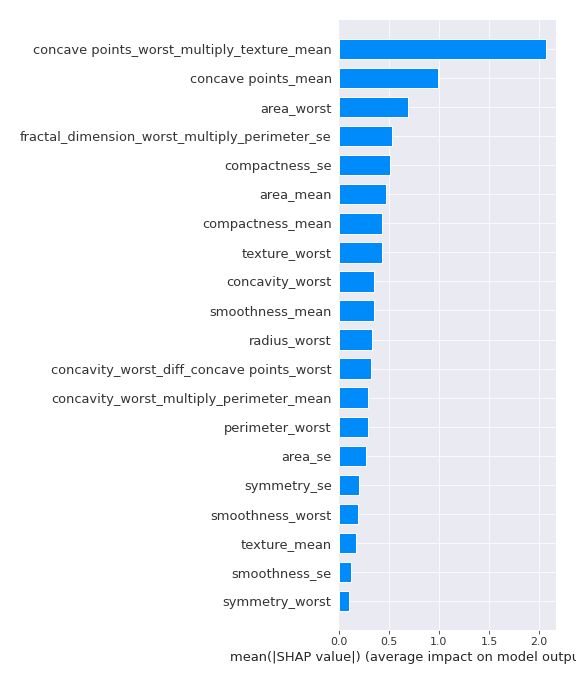 concave points_worst_multiply_texture_mean
concave points_mean
area_worst
fractal_dimension_worst_multiply_perimeter_se
compactness_se
area_mean
compactness_mean
texture_worst
concavity_worst
smoothness_mean
radius_worst
concavity_worst_diff_concave points_worst
concavity_worst_multiply_perimeter_mean
perimeter_worst
area_se
symmetry_se
smoothness_worst
texture_mean
smoothness_se
symmetry_worst
0.0 0.5 1.0 1.5 2.0
mean(|SHAP value|) (average impact on model outpu